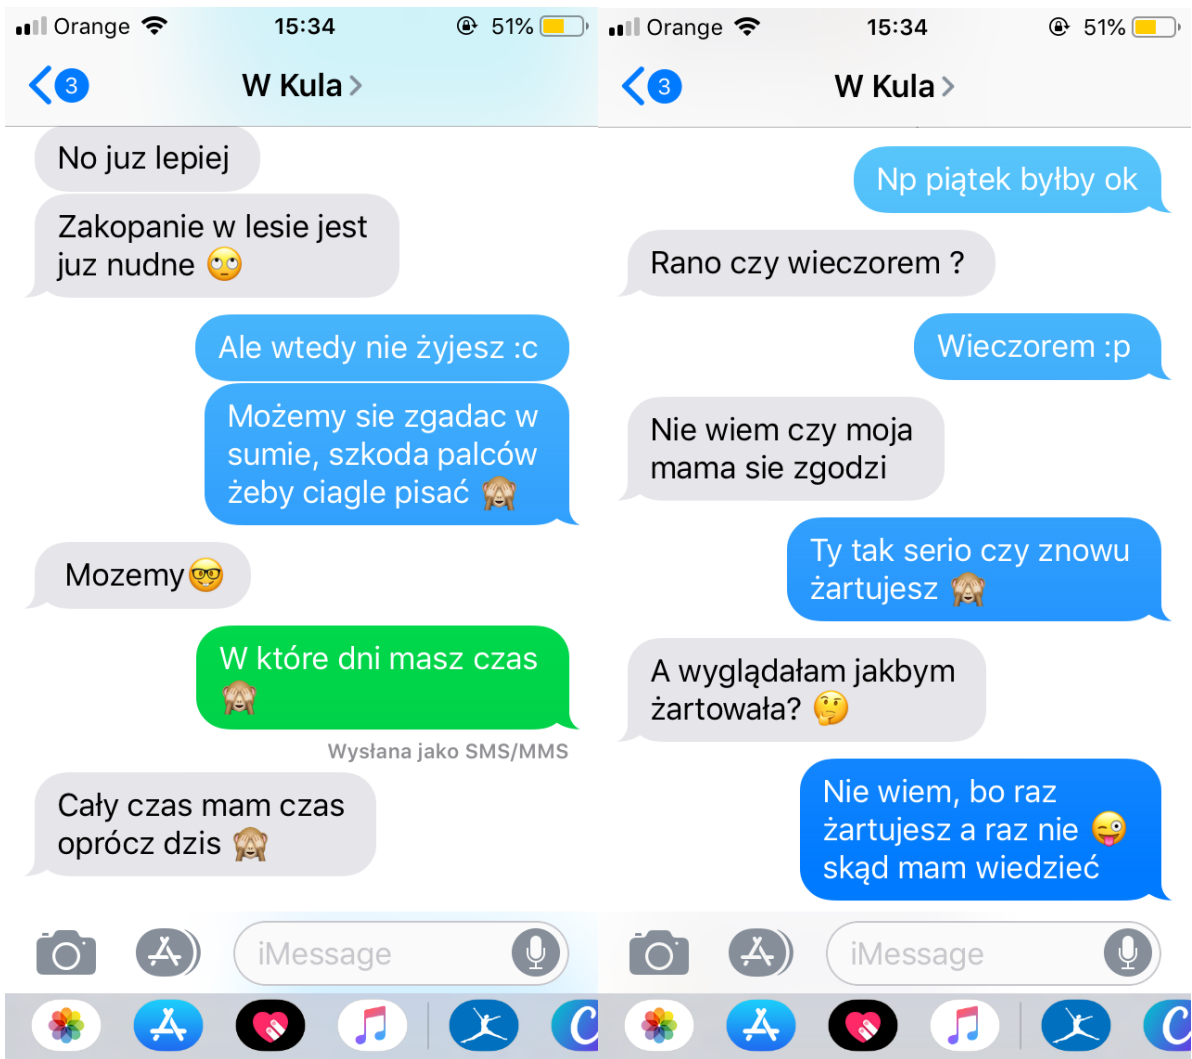 Orange 15:34 51%
3 W Kula
No juz lepiej
Zakopanie w lesie jest
juz nudne 🙄
Ale wtedy nie żyjesz :c
Możemy sie zgadac w
sumie, szkoda palców
żeby ciagle pisać 🙈
Mozemy🤓
W które dni masz czas
🙈
Wysłana jako SMS/MMS
Cały czas mam czas
oprócz dzis 🙈
iMessage
Orange 15:34 51%
3 W Kula
Np piątek byłby ok
Rano czy wieczorem ?
Wieczorem :p
Nie wiem czy moja
mama sie zgodzi
Ty tak serio czy znowu
żartujesz 🙈
A wyglądałam jakbym
żartowała? 🤔
Nie wiem, bo raz
żartujesz a raz nie 😜
skąd mam wiedzieć
iMessage